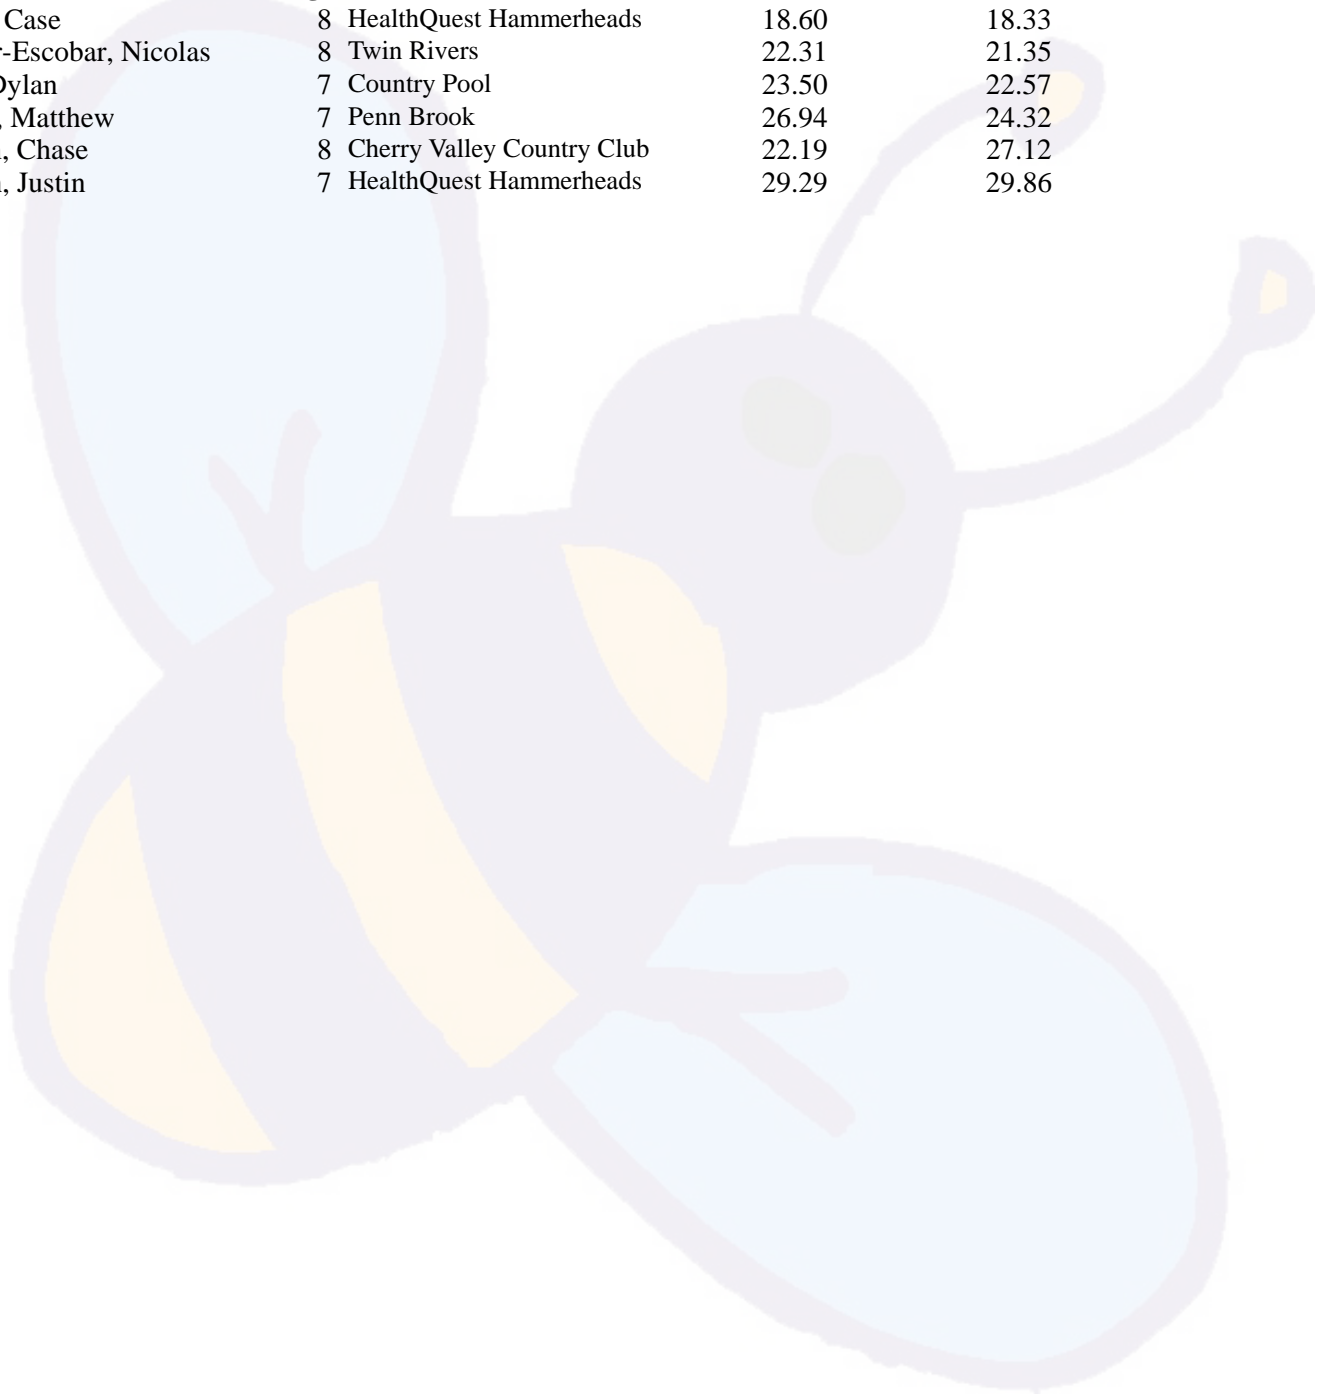 Case 8 HealthQuest Hammerheads 18.60 18.33
r-Escobar, Nicolas 8 Twin Rivers 22.31 21.35
Dylan 7 Country Pool 23.50 22.57
, Matthew 7 Penn Brook 26.94 24.32
, Chase 8 Cherry Valley Country Club 22.19 27.12
, Justin 7 HealthQuest Hammerheads 29.29 29.86